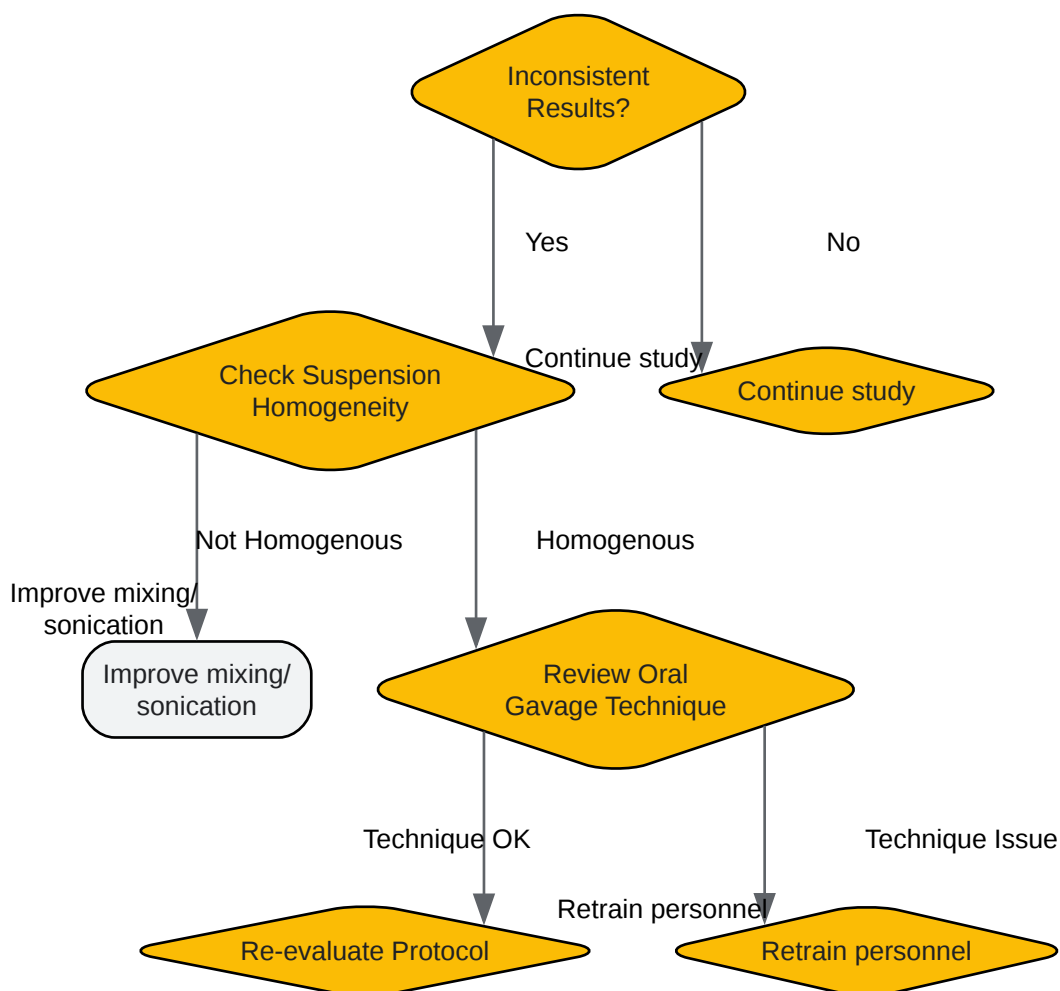 Inconsistent
Results?
Yes
No
Continue study
Check Suspension
Homogeneity
Continue study
Not Homogenous
Homogenous
Improve mixing/
sonication
Improve mixing/
sonication
Review Oral
Gavage Technique
Technique OK
Technique Issue
Retrain personnel
Re-evaluate Protocol
Retrain personnel